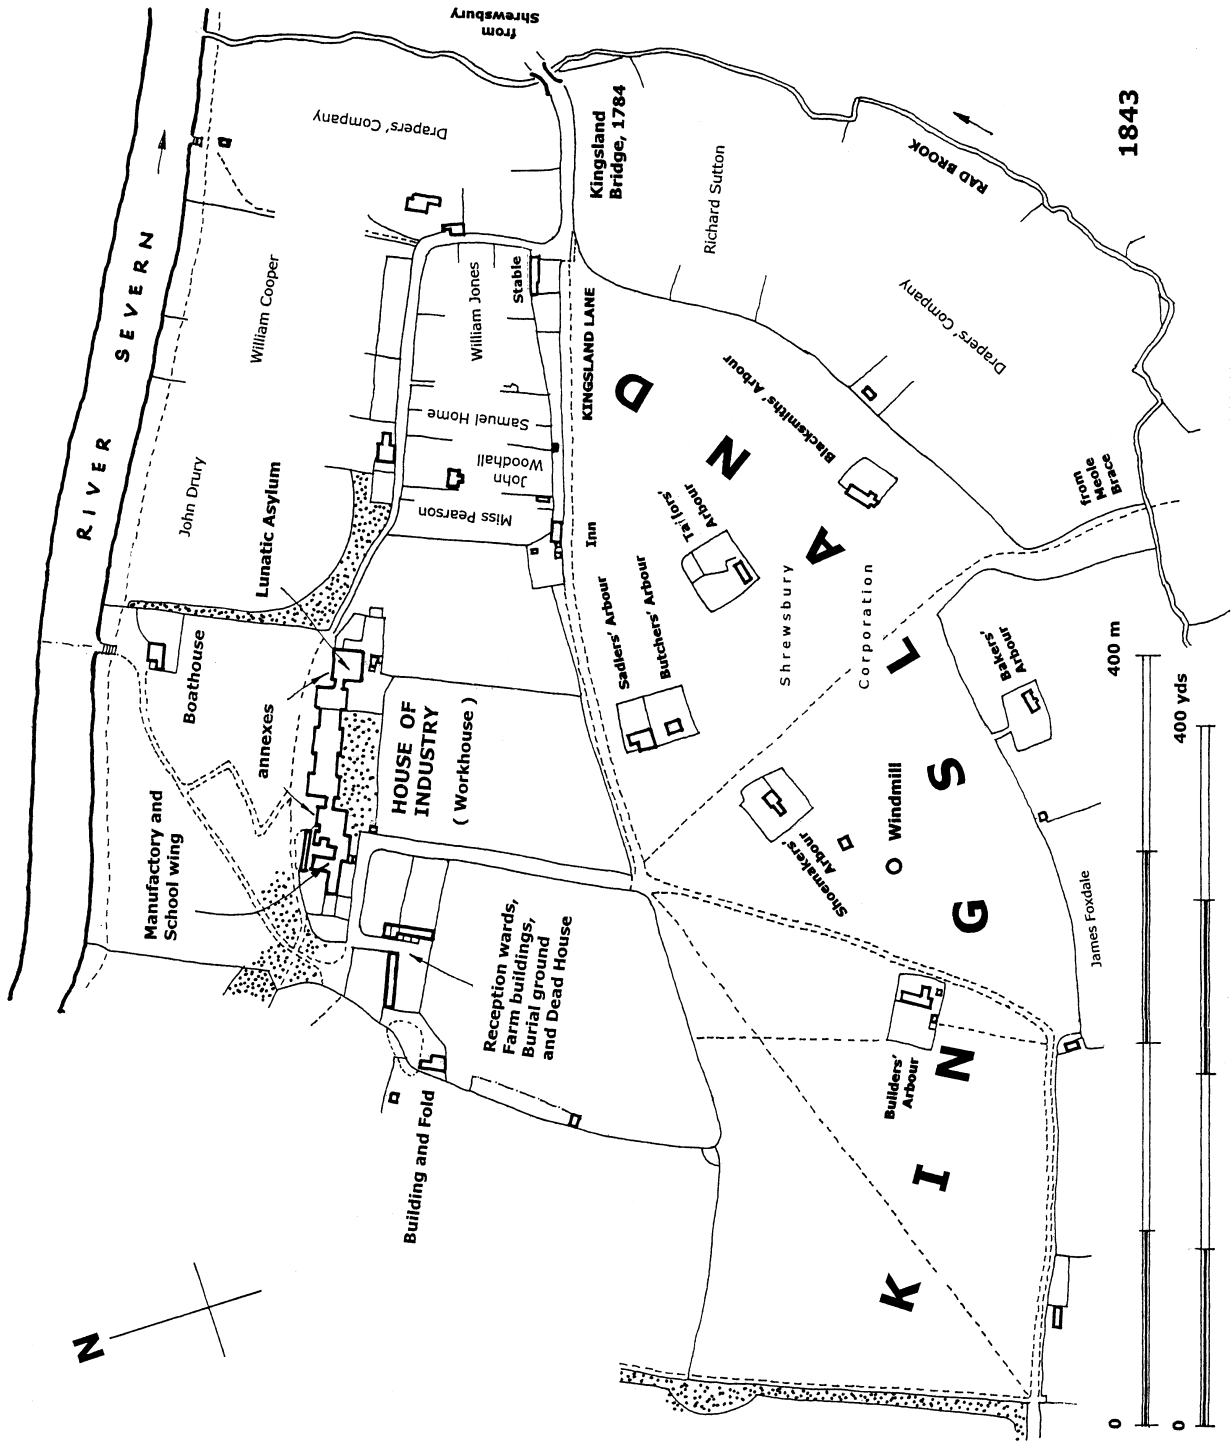 RIVER SEVERN
from
Shrewsbury
Drapers' Company
Kingsland
Bridge, 1784
1843
RAD BROOK
Richard Sutton
Drapers' Company
William Cooper
William Jones
Stable
KINGSLAND LANE
Samuel Home
John
Woodhall
Miss Pearson
Inn
John Drury
Lunatic Asylum
Boathouse
annexes
Manufactory and
School wing
HOUSE OF
INDUSTRY
( Workhouse )
Reception wards,
Farm buildings,
Burial ground
and Dead House
Building and Fold
KINGSLAND
Blacksmiths' Arbour
Tailors'
Arbour
Sadlers' Arbour
Butchers' Arbour
Shrewsbury
Corporation
from
Meole
Brace
Bakers'
Arbour
Shoemakers'
Arbour
Windmill
James Foxdale
Builders'
Arbour
N
0
400 m
0
400 yds